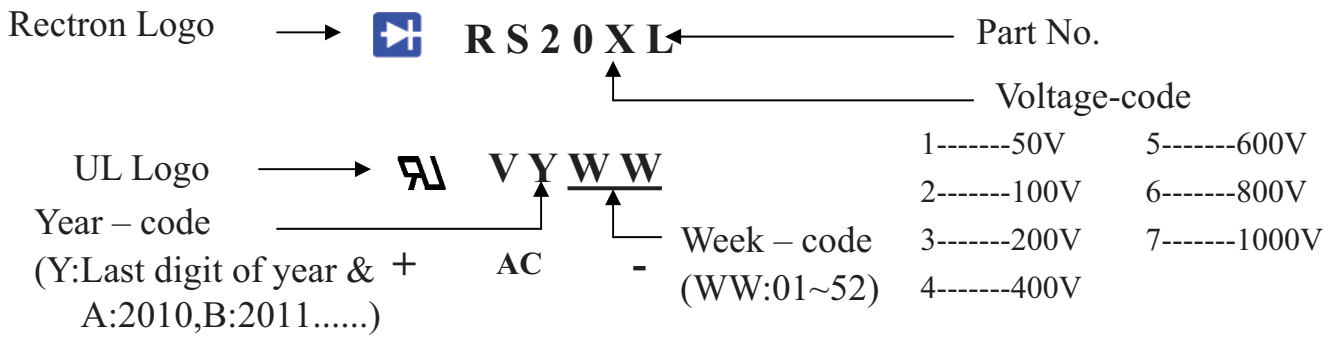 Rectron Logo R S 2 0 X L Part No.
Voltage-code
1-------50V 5-------600V
UL Logo V Y W W
2-------100V 6-------800V
Year – code
3-------200V 7-------1000V
Week – code
(Y:Last digit of year & + AC -
(WW:01~52) 4-------400V
A:2010,B:2011......)